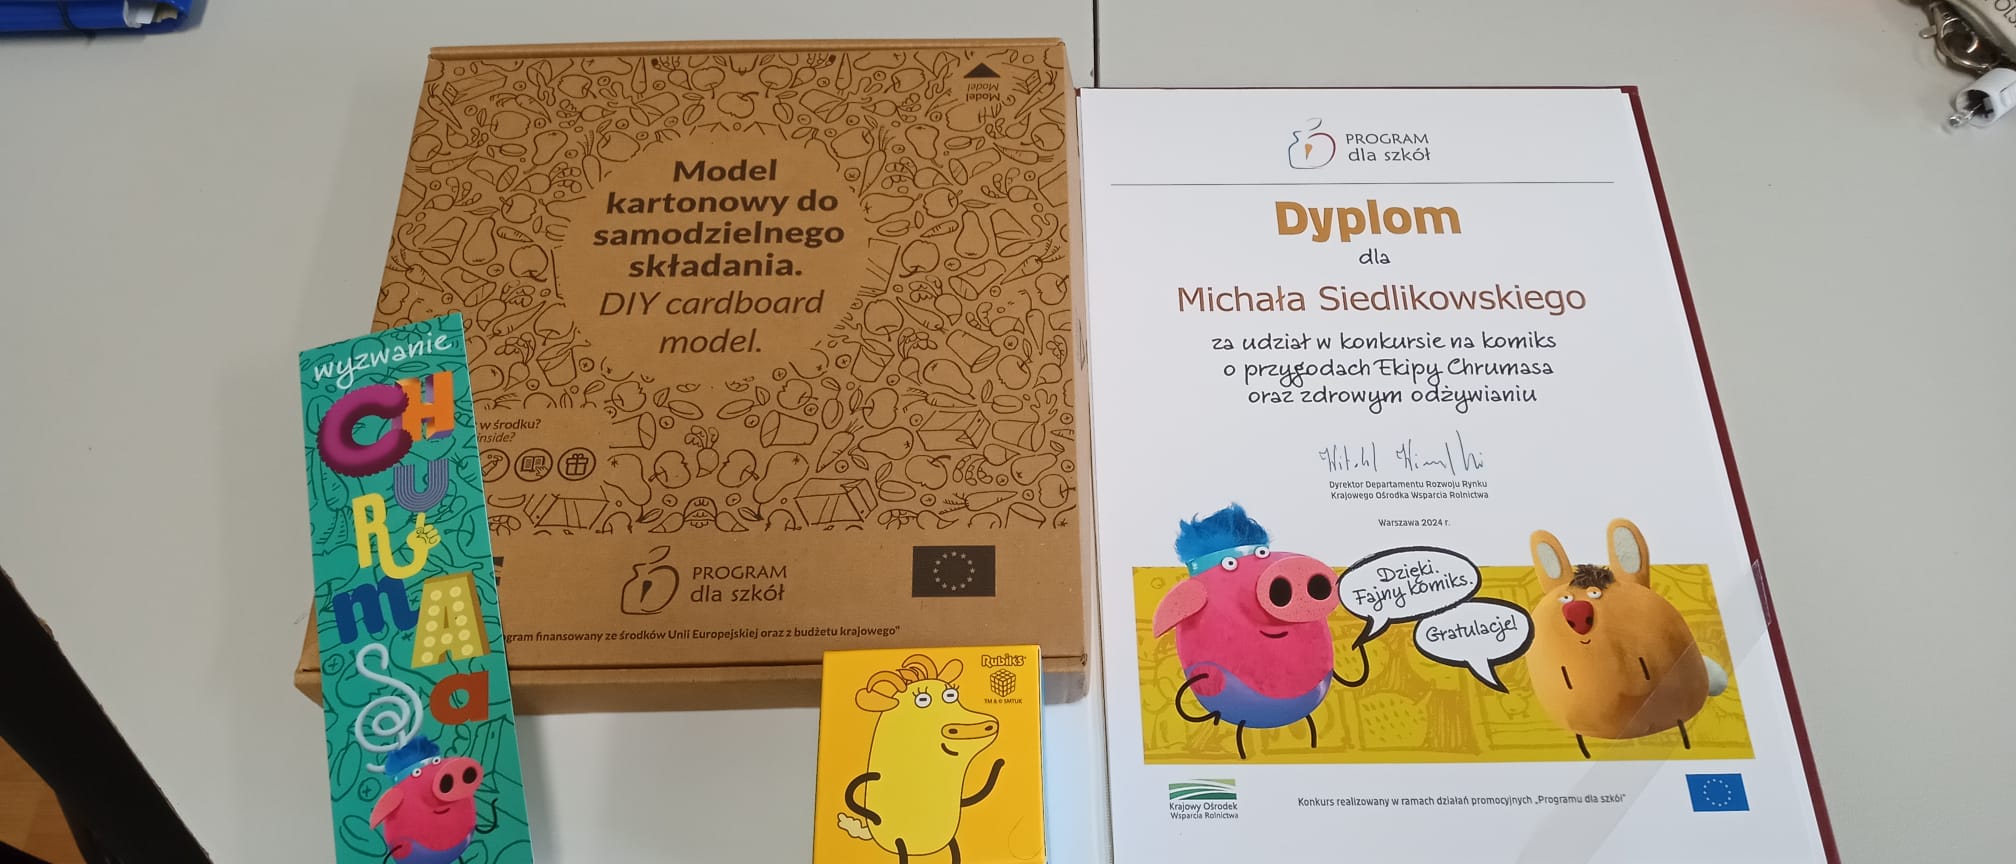 wyzwanie
CHRUMASa
Model
Model
kartonowy do
samodzielnego
składania.
DIY cardboard
model.
w środku?
inside?
PROGRAM
dla szkół
finansowany ze środków Unii Europejskiej oraz z budżetu krajowego"
Rubik's
TM & © SMTUK
PROGRAM
dla szkół
Dyplom
dla
Michała Siedlikowskiego
za udział w konkursie na komiks
o przygodach Ekipy Chrumasa
oraz zdrowym odżywianiu
Dyrektor Departamentu Rozwoju Rynku
Krajowego Ośrodka Wsparcia Rolnictwa
Warszawa 2024 r.
Dzięki.
Fajny komiks.
Gratulacje!
Krajowy Ośrodek
Wsparcia Rolnictwa
Konkurs realizowany w ramach działań promocyjnych „Programu dla szkół"